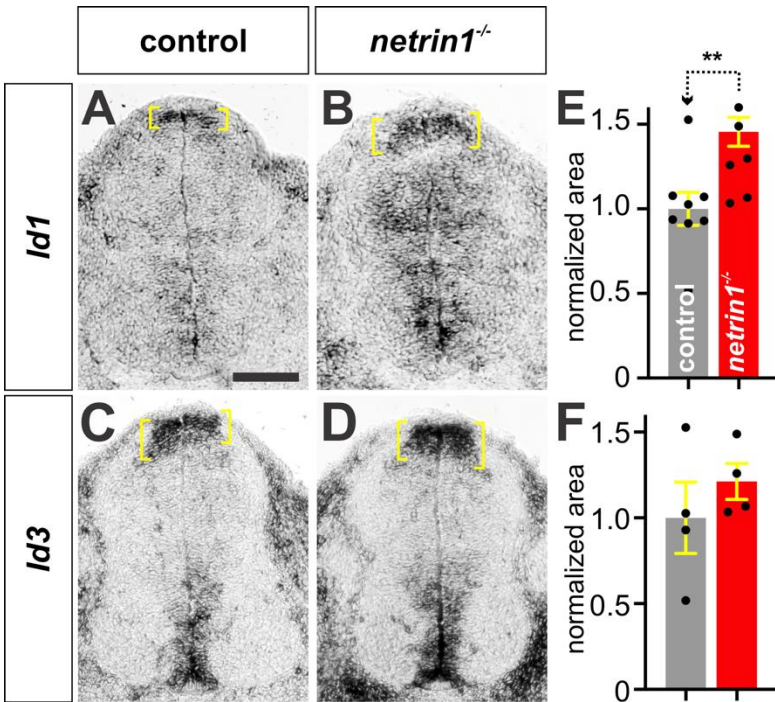 control
netrin1-/-
Id1
A
B
E
**
normalized area
1.5
1.0
0.5
0
control
netrin1-/-
Id3
C
D
F
normalized area
1.5
1.0
0.5
0